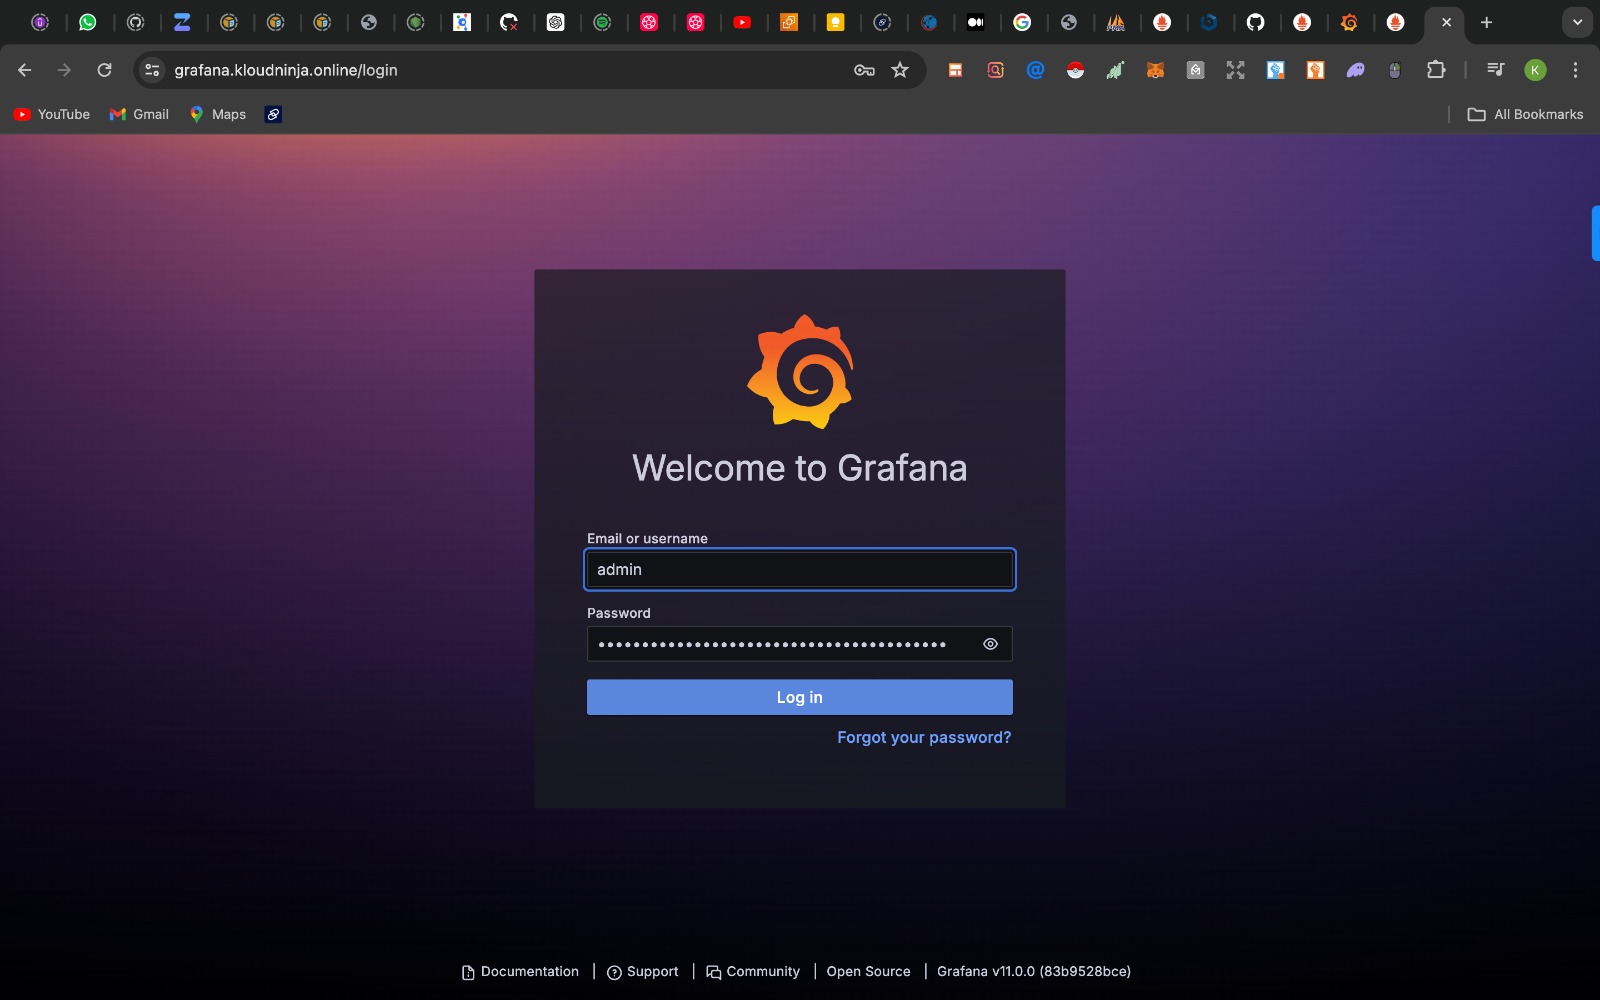 grafana.kloudninja.online/login
K
YouTube
Gmail
Maps
All Bookmarks
Welcome to Grafana
Email or username
admin
Password
Log in
Forgot your password?
Documentation | Support | Community | Open Source | Grafana v11.0.0 (83b9528bce)